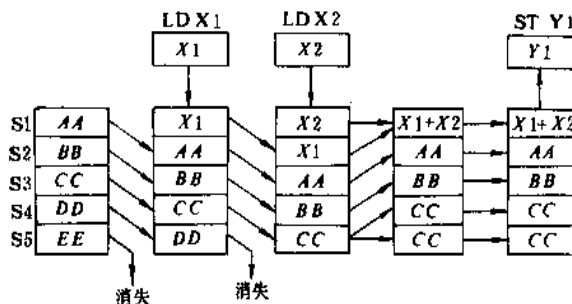 LD X1 LD X2 ST Y1
X1 X2 Y1
S1 AA X1 X2 X1+X2 X1+X2
S2 BB AA X1 AA AA
S3 CC BB AA BB BB
S4 DD CC BB CC CC
S5 EE DD CC CC CC
消失 消失